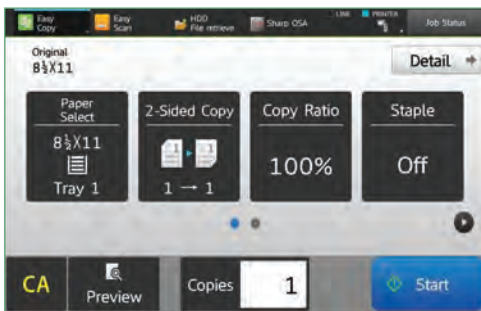 Easy
Copy
Easy
Scan
HDD
File retrieve
Sharp OSA
LINE
PRINTER
Job Status
Original
8½X11
Detail
Paper
Select
8½X11
Tray 1
2-Sided Copy
1 1
1 → 1
Copy Ratio
100%
Staple
Off
CA
Preview
Copies
1
Start